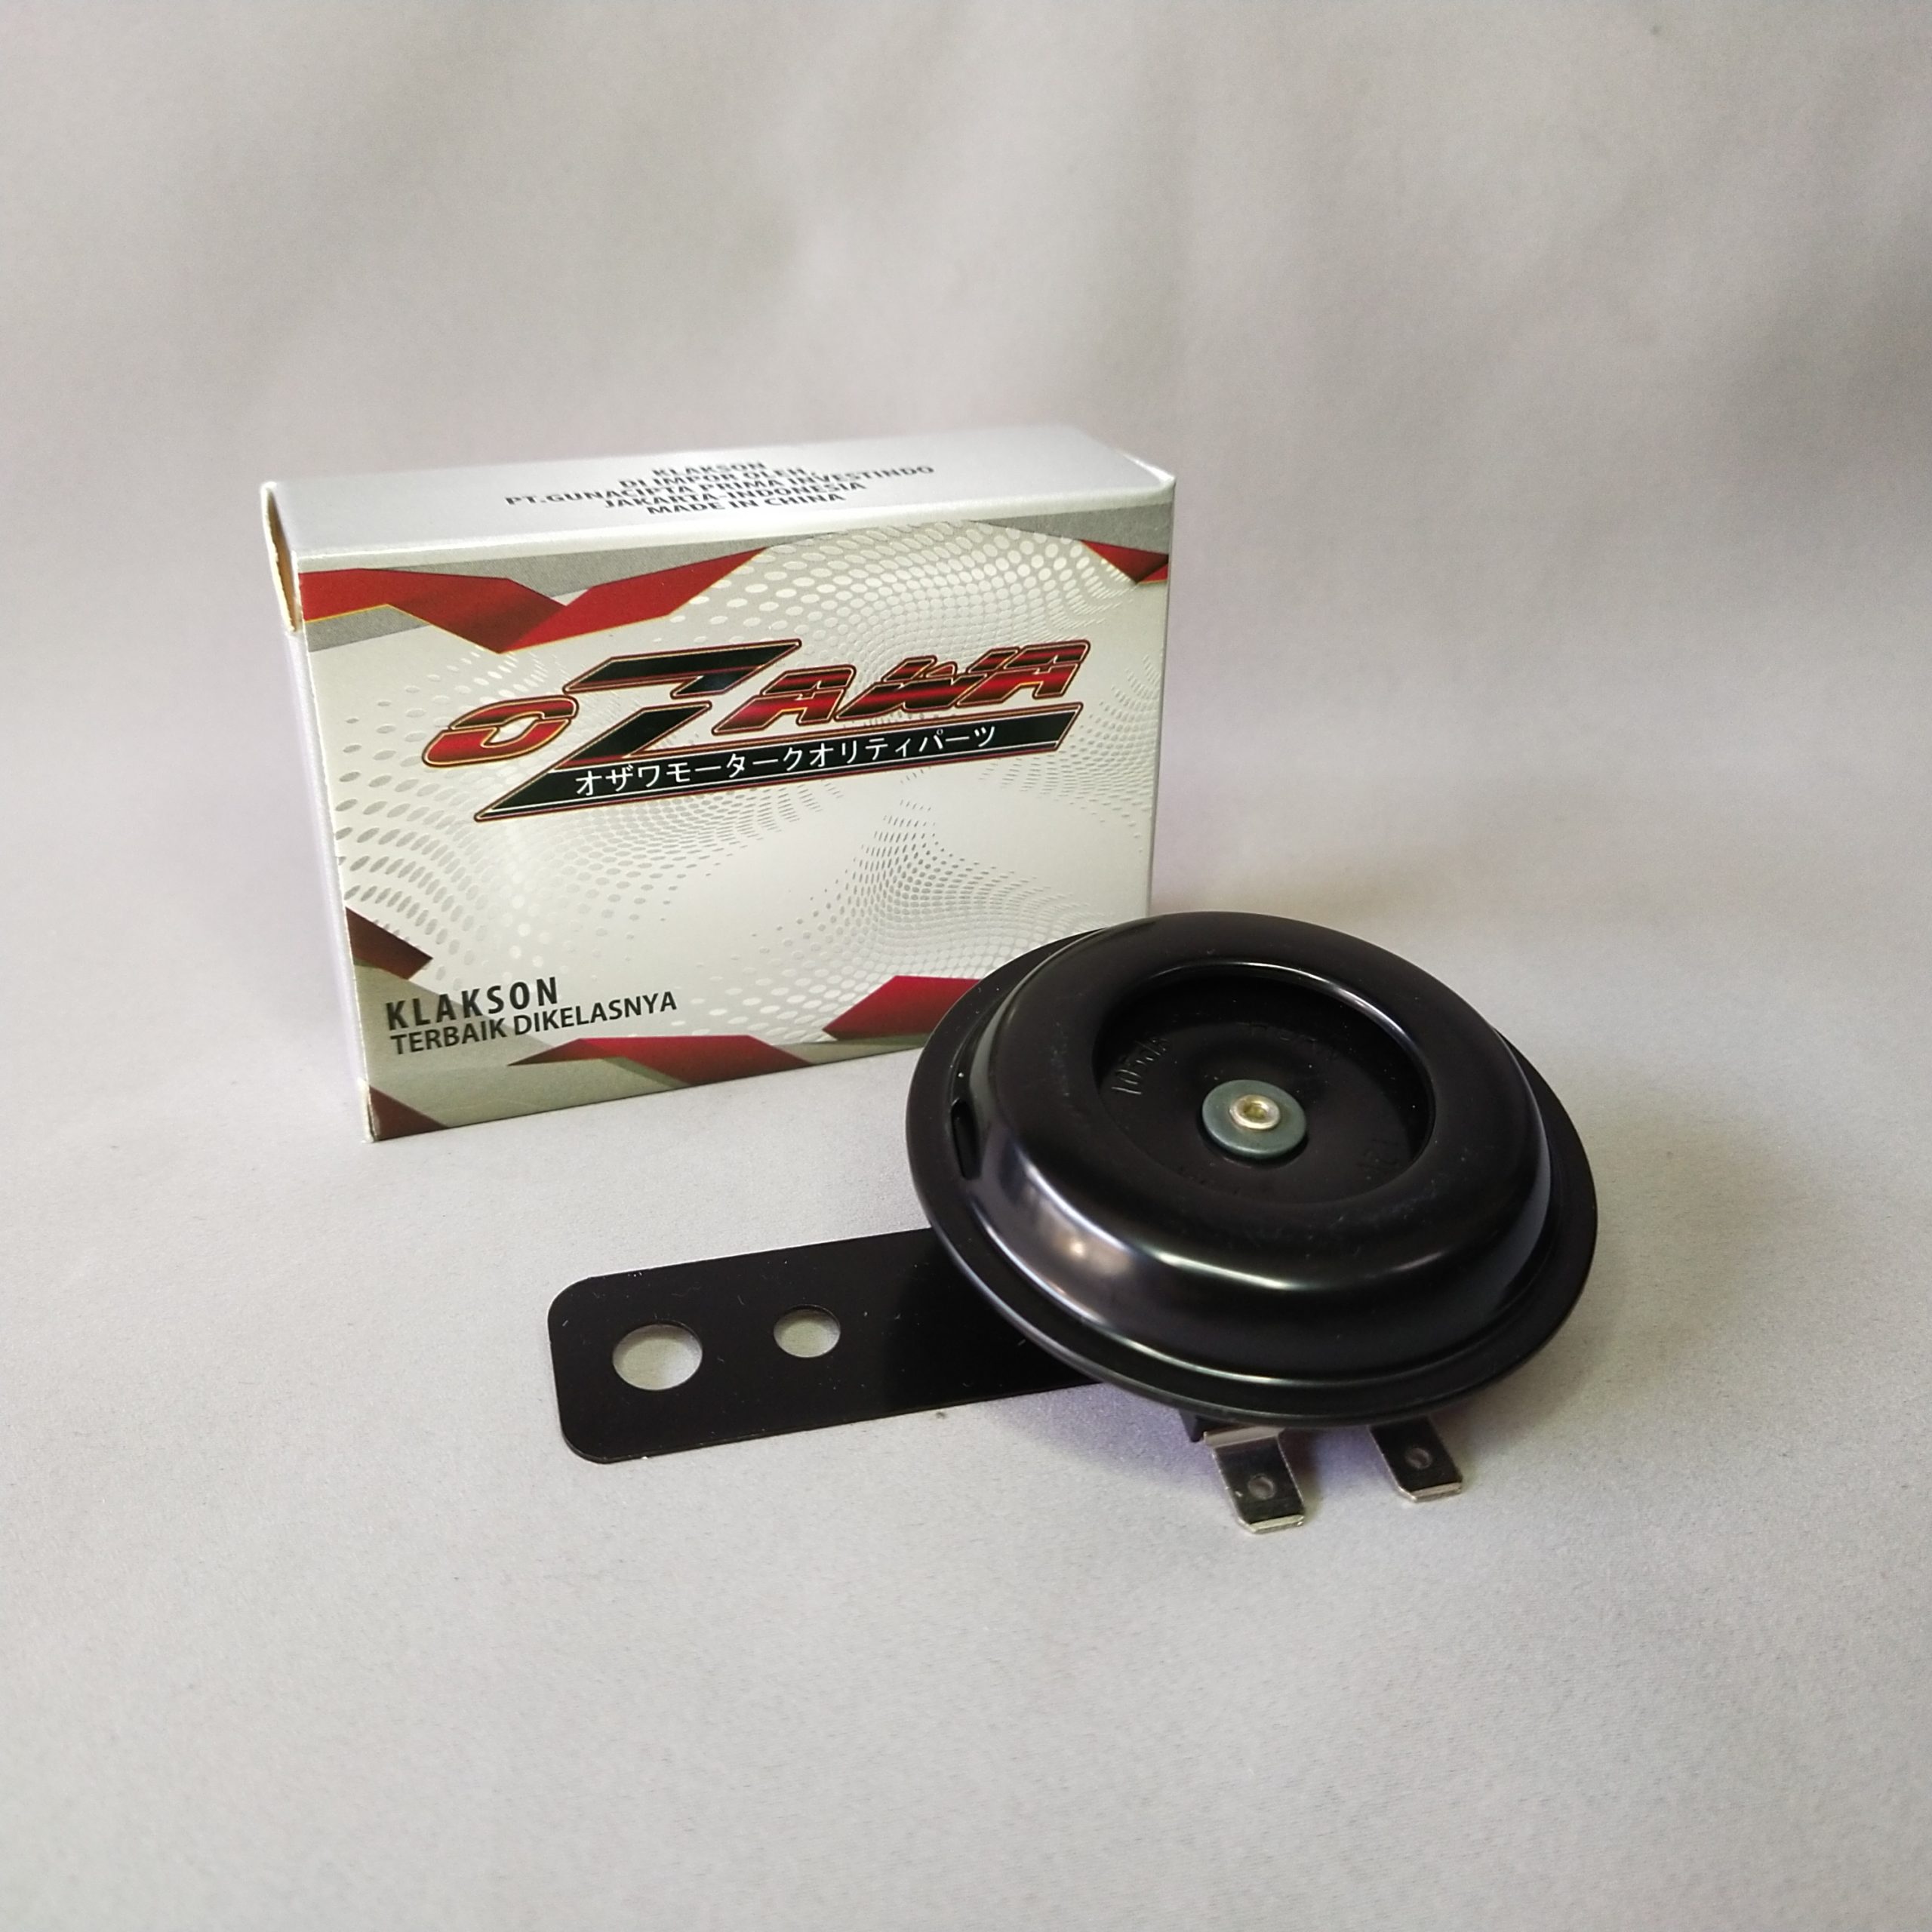 KLAKSON
DI IMPOR OLEH,
PT.GUNACIPTA PRIMA INVESTINDO
JAKARTA-INDONESIA
MADE IN CHINA
OZAWA
オザワモータークオリティパーツ
KLAKSON
TERBAIK DIKELASNYA